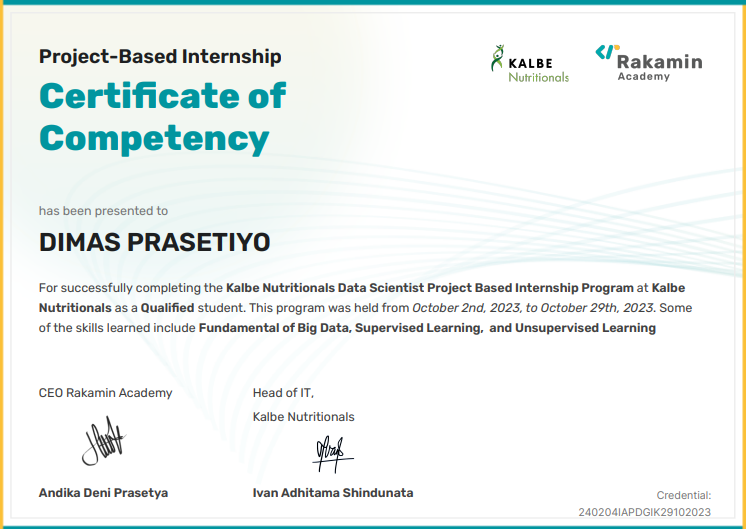 Project-Based Internship
KALBE
Nutritionals
Rakamin
Academy
Certificate of
Competency
has been presented to
DIMAS PRASETIYO
For successfully completing the Kalbe Nutritionals Data Scientist Project Based Internship Program at Kalbe
Nutritionals as a Qualified student. This program was held from October 2nd, 2023, to October 29th, 2023. Some
of the skills learned include Fundamental of Big Data, Supervised Learning, and Unsupervised Learning
CEO Rakamin Academy
Head of IT,
Kalbe Nutritionals
Andika Deni Prasetya
Ivan Adhitama Shindunata
Credential:
240204IAPDGIK29102023